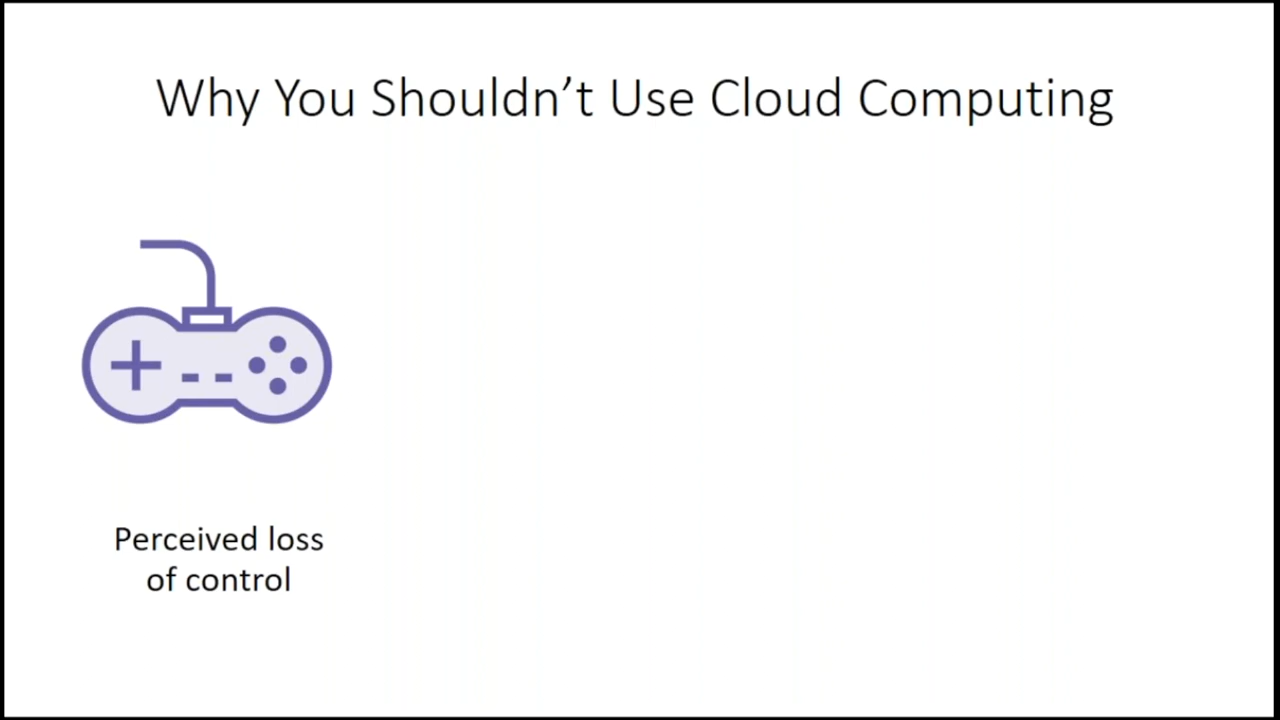 Why You Shouldn’t Use Cloud Computing
Perceived loss
of control